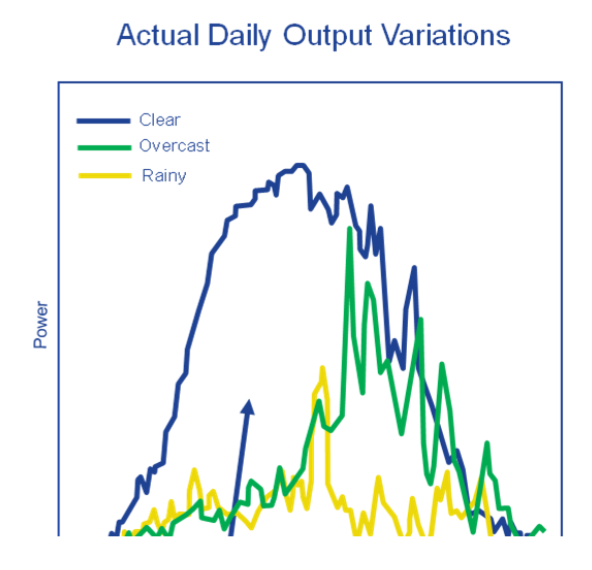 Actual Daily Output Variations
Clear
Overcast
Rainy
Power